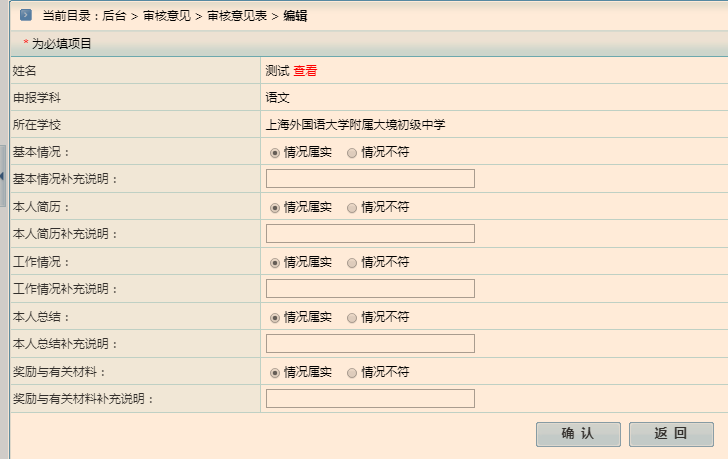 当前目录：后台 > 审核意见 > 审核意见表 > 编辑
* 为必填项目
姓名 测试 查看
申报学科 语文
所在学校 上海外国语大学附属大境初级中学
基本情况： 情况属实 情况不符
基本情况补充说明：
本人简历： 情况属实 情况不符
本人简历补充说明：
工作情况： 情况属实 情况不符
工作情况补充说明：
本人总结： 情况属实 情况不符
本人总结补充说明：
奖励与有关材料： 情况属实 情况不符
奖励与有关材料补充说明：
确 认 返 回